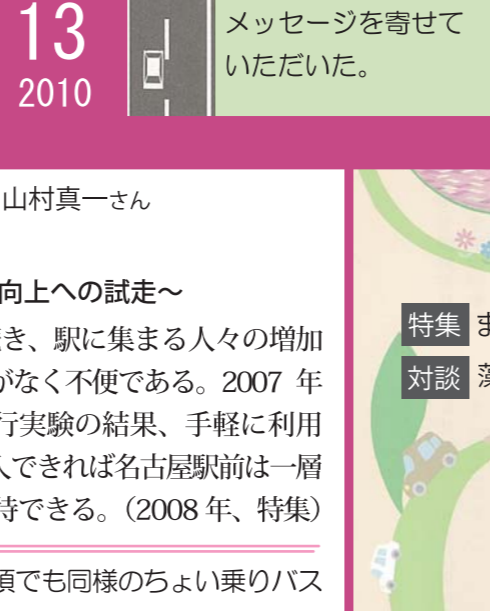 13
2010
メッセージを寄せて
いただいた。
山村真一さん
向上への試走～
き、駅に集まる人々の増加
がなく不便である。2007 年
行実験の結果、手軽に利用
入できれば名古屋駅前は一層
待できる。（2008 年、特集）
頃でも同様のちょい乗りバス
特集 ま
対談